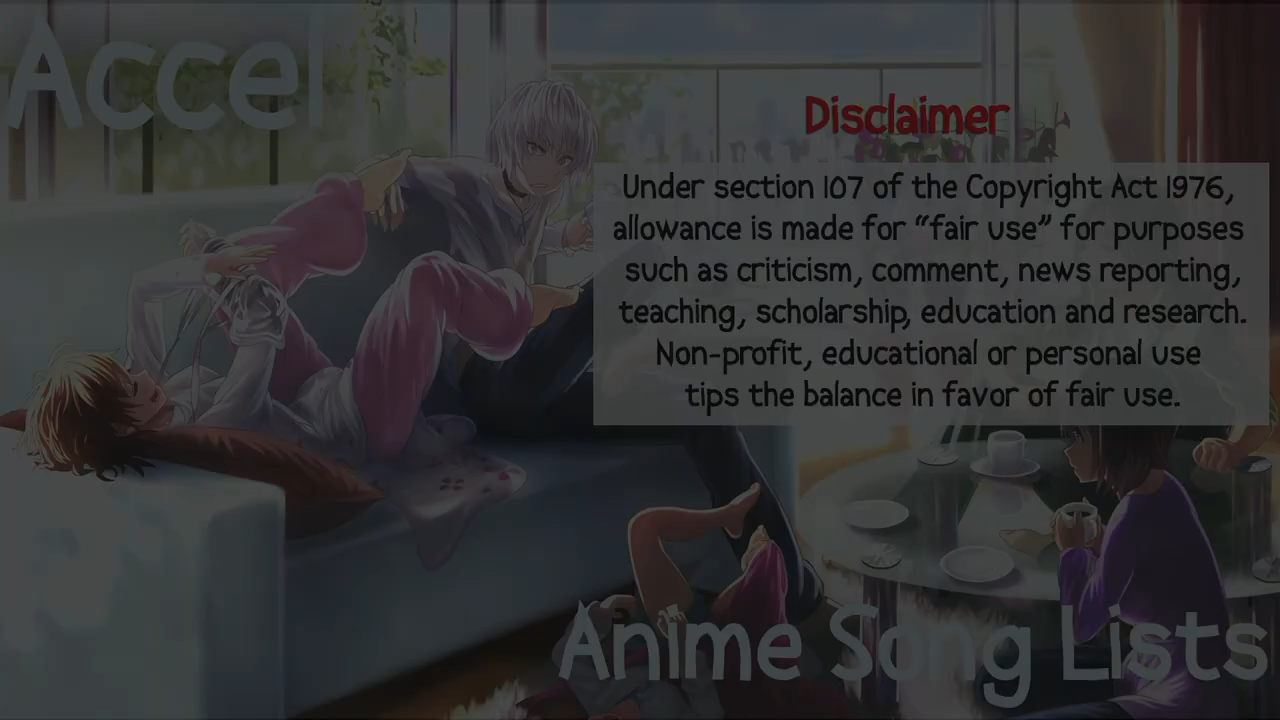 Accel
Disclaimer
Under section 107 of the Copyright Act 1976,
allowance is made for “fair use” for purposes
such as criticism, comment, news reporting,
teaching, scholarship, education and research.
Non-profit, educational or personal use
tips the balance in favor of fair use.
Anime Song Lists